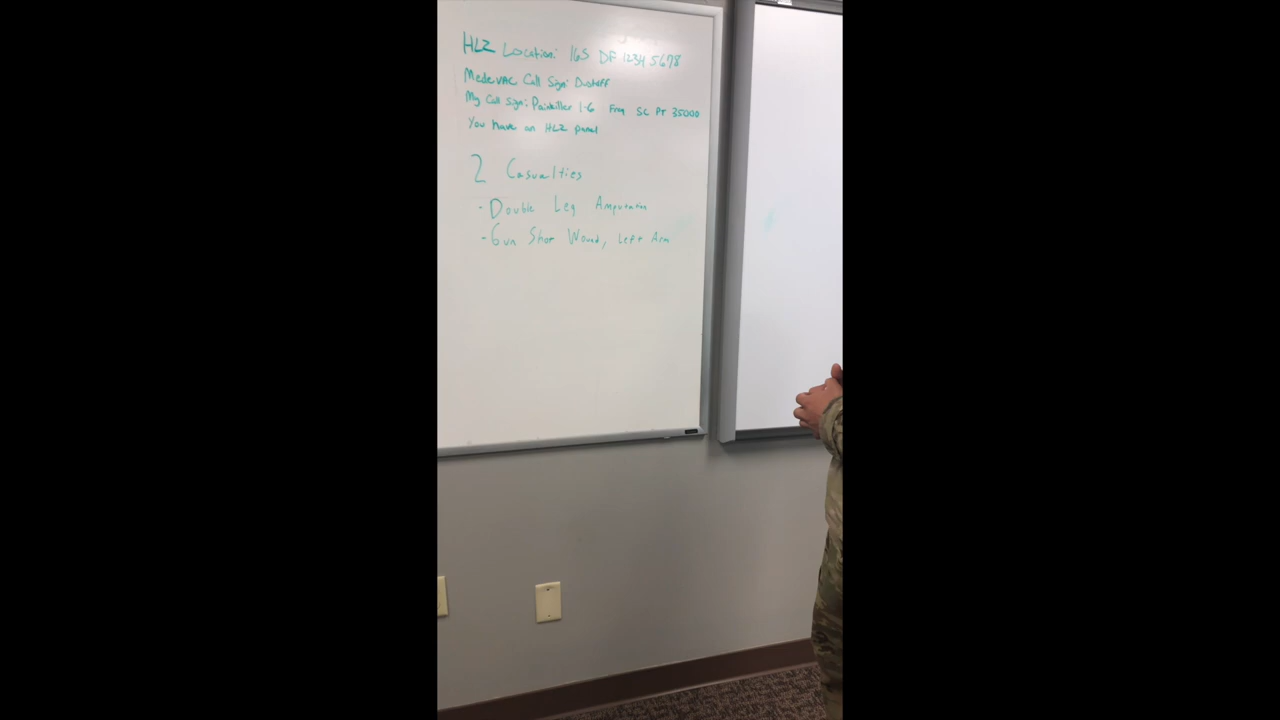 HLZ Location: 16S DF 1234 5678
MedeVAC Call Sign: Dustoff
My Call Sign: Painkiller 1-6 Freq SC PT 35000
You have an HLZ panel
2 Casualties
- Double Leg Amputation
- Gun Shot Wound, Left Arm